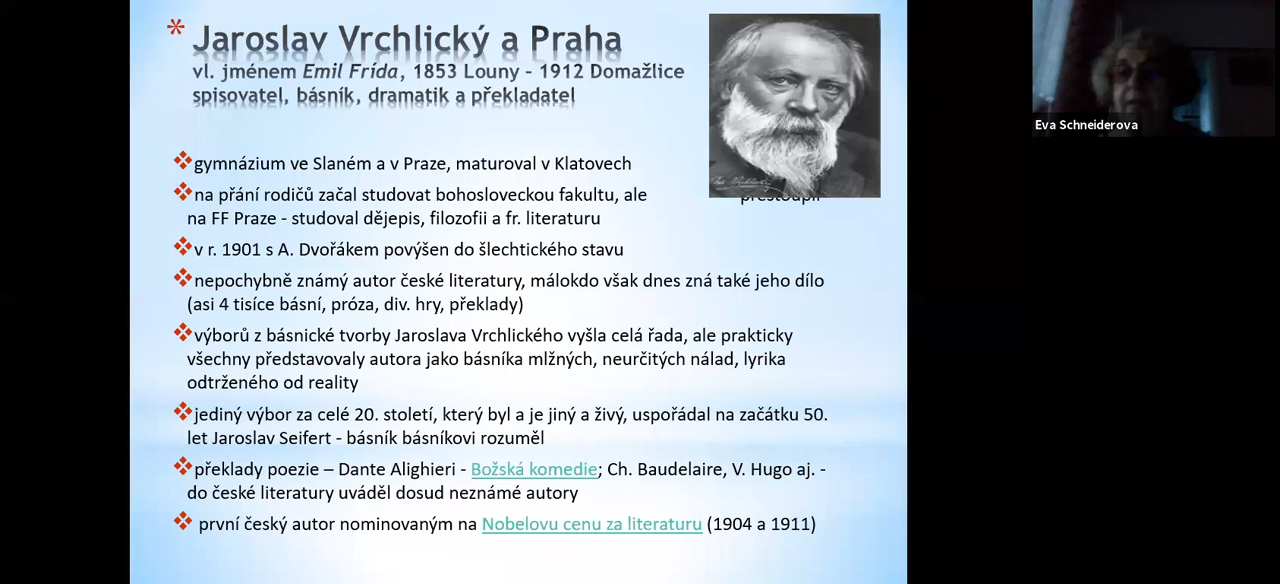 Jaroslav Vrchlický a Praha
vl. jménem Emil Frída, 1853 Louny - 1912 Domažlice
spisovatel, básník, dramatik a překladatel
Eva Schneiderova
gymnázium ve Slaném a v Praze, maturoval v Klatovech
na přání rodičů začal studovat bohosloveckou fakultu, ale přestoupil
na FF Praze - studoval dějepis, filozofii a fr. literaturu
v r. 1901 s A. Dvořákem povýšen do šlechtického stavu
nepochybně známý autor české literatury, málokdo však dnes zná také jeho dílo
(asi 4 tisíce básní, próza, div. hry, překlady)
výborů z básnické tvorby Jaroslava Vrchlického vyšla celá řada, ale prakticky
všechny představovaly autora jako básníka mlžných, neurčitých nálad, lyrika
odtrženého od reality
jediný výbor za celé 20. století, který byl a je jiný a živý, uspořádal na začátku 50.
let Jaroslav Seifert - básník básníkovi rozuměl
překlady poezie – Dante Alighieri - Božská komedie; Ch. Baudelaire, V. Hugo aj. -
do české literatury uváděl dosud neznámé autory
první český autor nominovaným na Nobelovu cenu za literaturu (1904 a 1911)